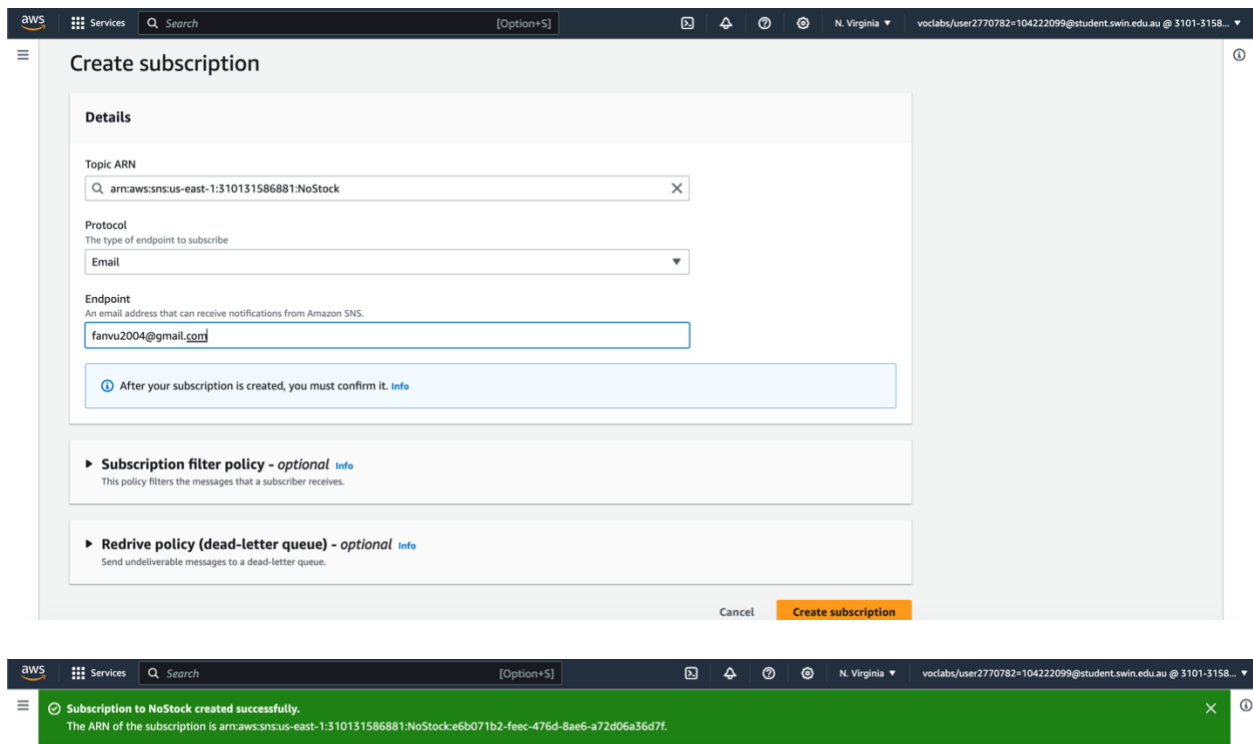 aws Services Search [Option+S] N. Virginia ▼ voclabs/user2770782=104222099@student.swin.edu.au @ 3101-3158... ▼
Create subscription
Details
Topic ARN
arn:aws:sns:us-east-1:310131586881:NoStock
Protocol
The type of endpoint to subscribe
Email
Endpoint
An email address that can receive notifications from Amazon SNS.
fanvu2004@gmail.com
After your subscription is created, you must confirm it. Info
Subscription filter policy - optional Info
This policy filters the messages that a subscriber receives.
Redrive policy (dead-letter queue) - optional Info
Send undeliverable messages to a dead-letter queue.
Cancel Create subscription
aws Services Search [Option+S] N. Virginia ▼ voclabs/user2770782=104222099@student.swin.edu.au @ 3101-3158... ▼
Subscription to NoStock created successfully.
The ARN of the subscription is arn:aws:sns:us-east-1:310131586881:NoStock:e6b071b2-feec-476d-8ae6-a72d06a36d7f.